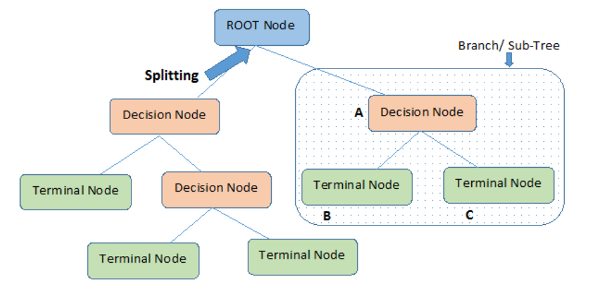 ROOT Node
Branch/ Sub-Tree
Splitting
Decision Node
A Decision Node
Terminal Node
Decision Node
Terminal Node
Terminal Node
B
C
Terminal Node
Terminal Node